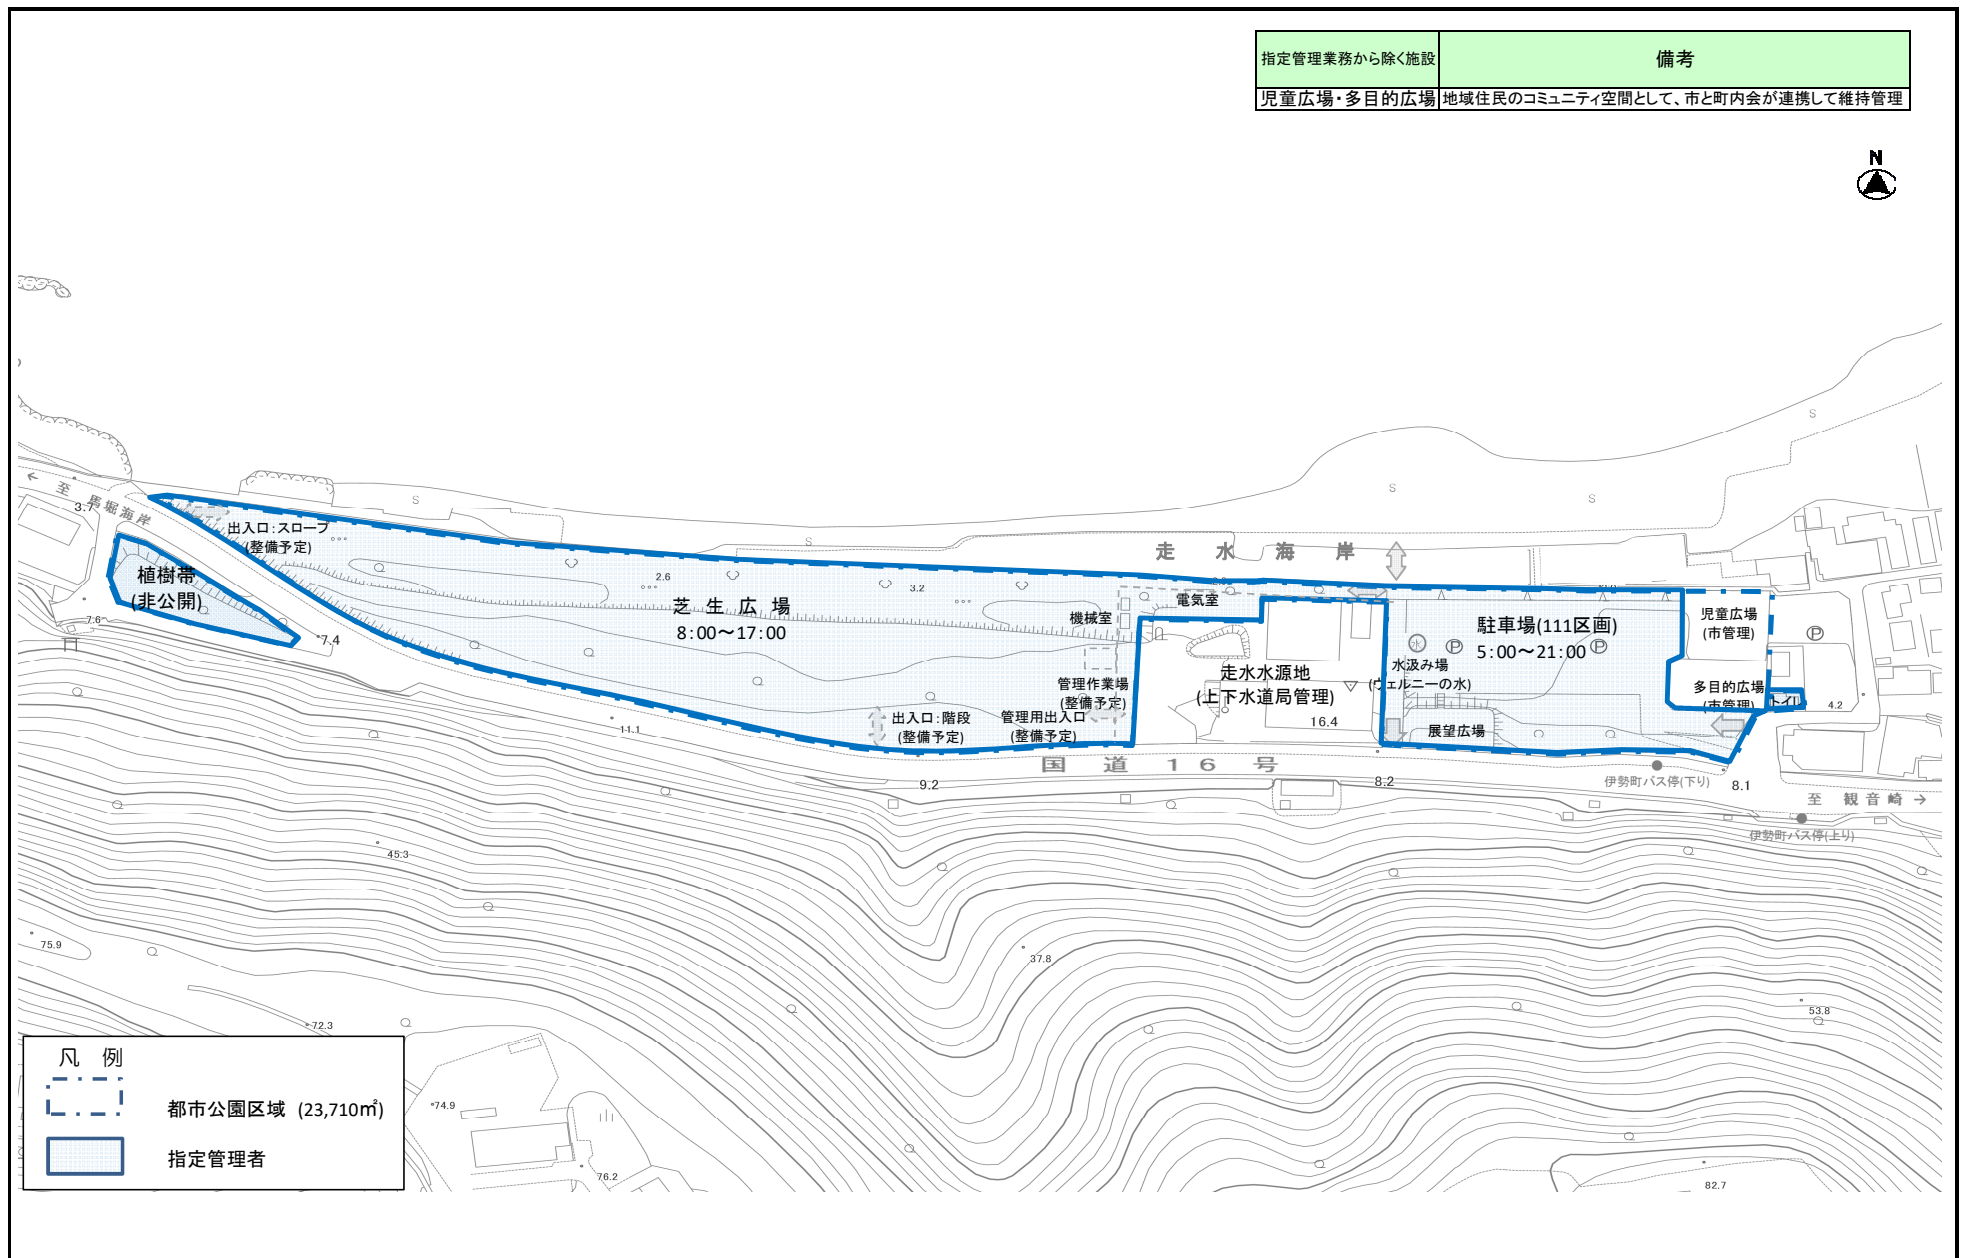 指定管理業務から除く施設
備考
児童広場・多目的広場
地域住民のコミュニティ空間として、市と町内会が連携して維持管理
N
S
S
S
S
S
← 至 馬堀海岸
3.7
出入口:スロープ
(整備予定)
植樹帯
(非公開)
7.6
7.4
2.6
3.2
芝生広場
8:00～17:00
機械室
電気室
走水海岸
管理作業場
(整備予定)
出入口:階段
(整備予定)
管理用出入口
(整備予定)
走水水源地
(上下水道局管理)
16.4
水
P
P
P
駐車場(111区画)
5:00～21:00
水汲み場
(ヴェルニーの水)
展望広場
児童広場
(市管理)
多目的広場
(市管理)
トイレ
4.2
11.1
国道16号
9.2
8.2
8.1
伊勢町バス停(下り)
至 観音崎 →
伊勢町バス停(上り)
45.3
75.9
37.8
53.8
72.3
74.9
76.2
82.7
凡 例
都市公園区域 (23,710㎡)
指定管理者